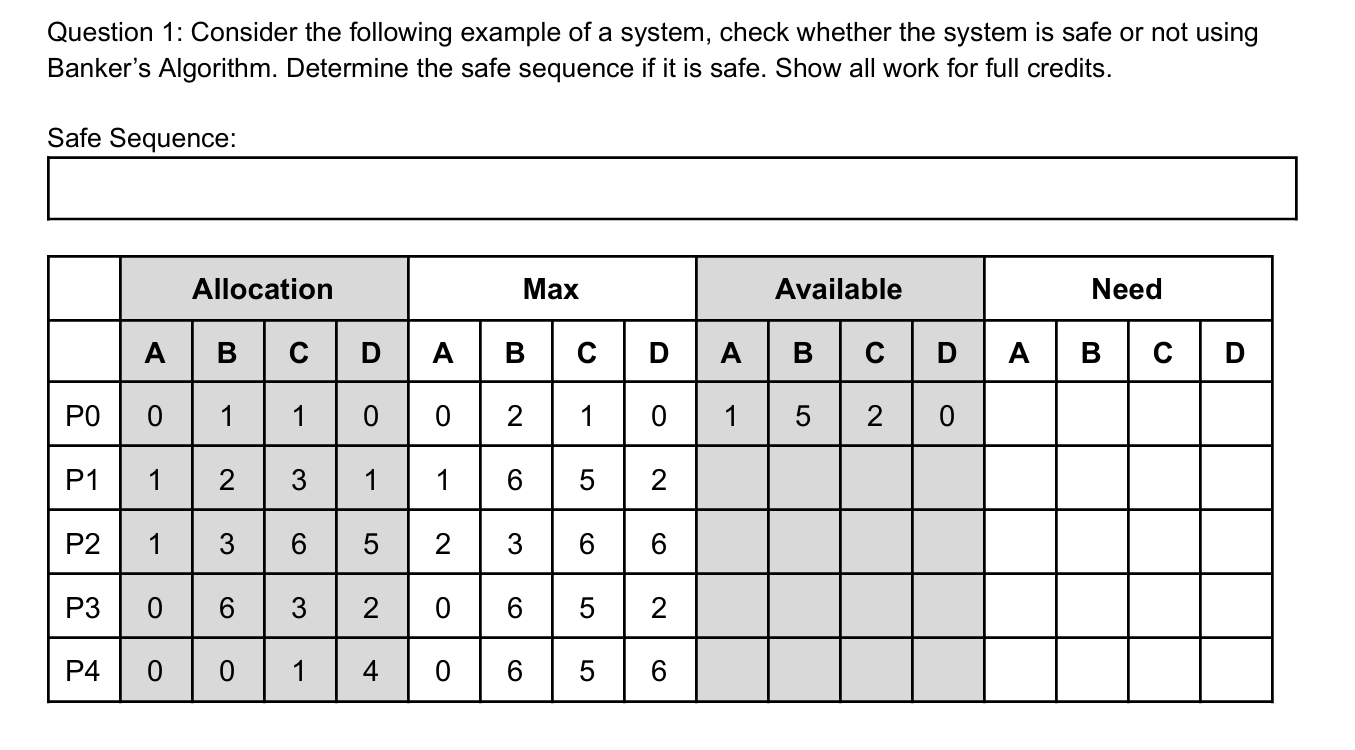 Question 1: Consider the following example of a system, check whether the system is safe or not using
Banker’s Algorithm. Determine the safe sequence if it is safe. Show all work for full credits.
Safe Sequence:
Allocation Max Available Need
A B C D A B C D A B C D A B C D
P0 0 1 1 0 0 2 1 0 1 5 2 0
P1 1 2 3 1 1 6 5 2
P2 1 3 6 5 2 3 6 6
P3 0 6 3 2 0 6 5 2
P4 0 0 1 4 0 6 5 6